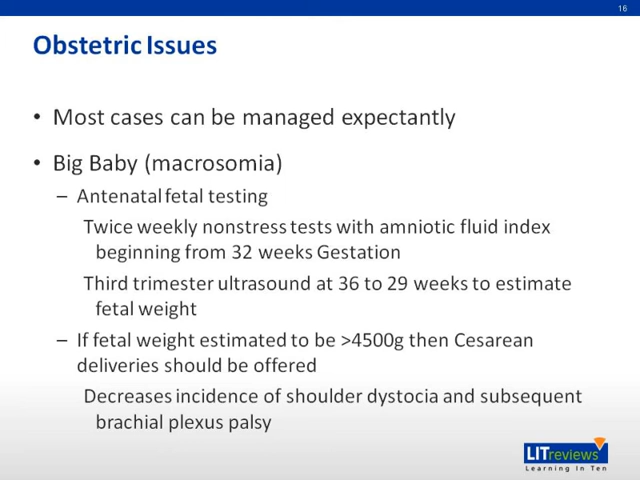 16
Obstetric Issues
• Most cases can be managed expectantly
• Big Baby (macrosomia)
– Antenatal fetal testing
Twice weekly nonstress tests with amniotic fluid index
beginning from 32 weeks Gestation
Third trimester ultrasound at 36 to 29 weeks to estimate
fetal weight
– If fetal weight estimated to be >4500g then Cesarean
deliveries should be offered
Decreases incidence of shoulder dystocia and subsequent
brachial plexus palsy
LITreviews
Learning In Ten